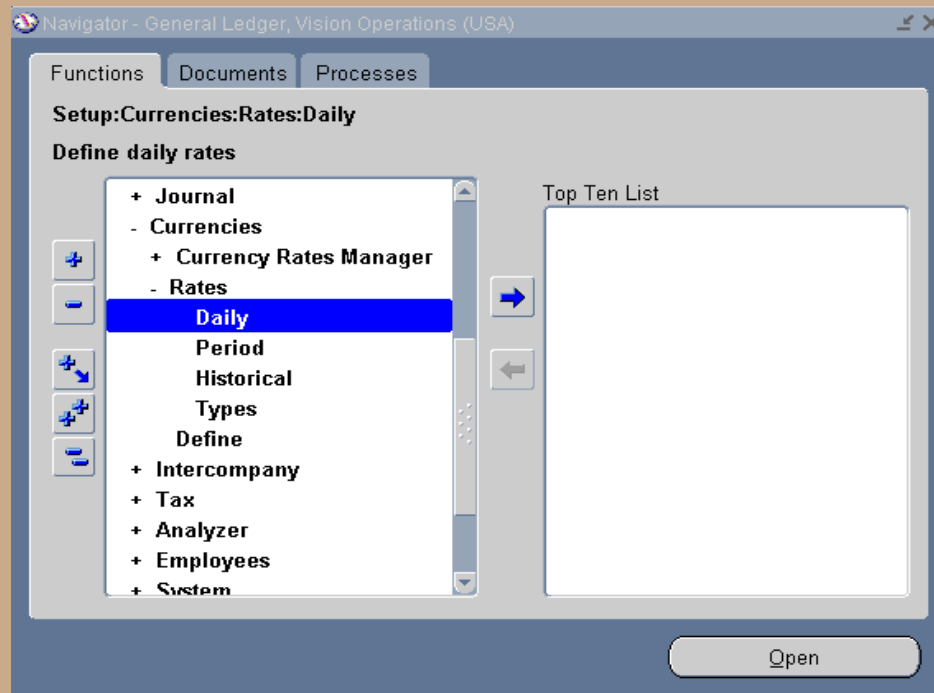 Navigator - General Ledger, Vision Operations (USA)
Functions Documents Processes
Setup:Currencies:Rates:Daily
Define daily rates
+ Journal
- Currencies
+ Currency Rates Manager
- Rates
Daily
Period
Historical
Types
Define
+ Intercompany
+ Tax
+ Analyzer
+ Employees
+ System
Top Ten List
Open